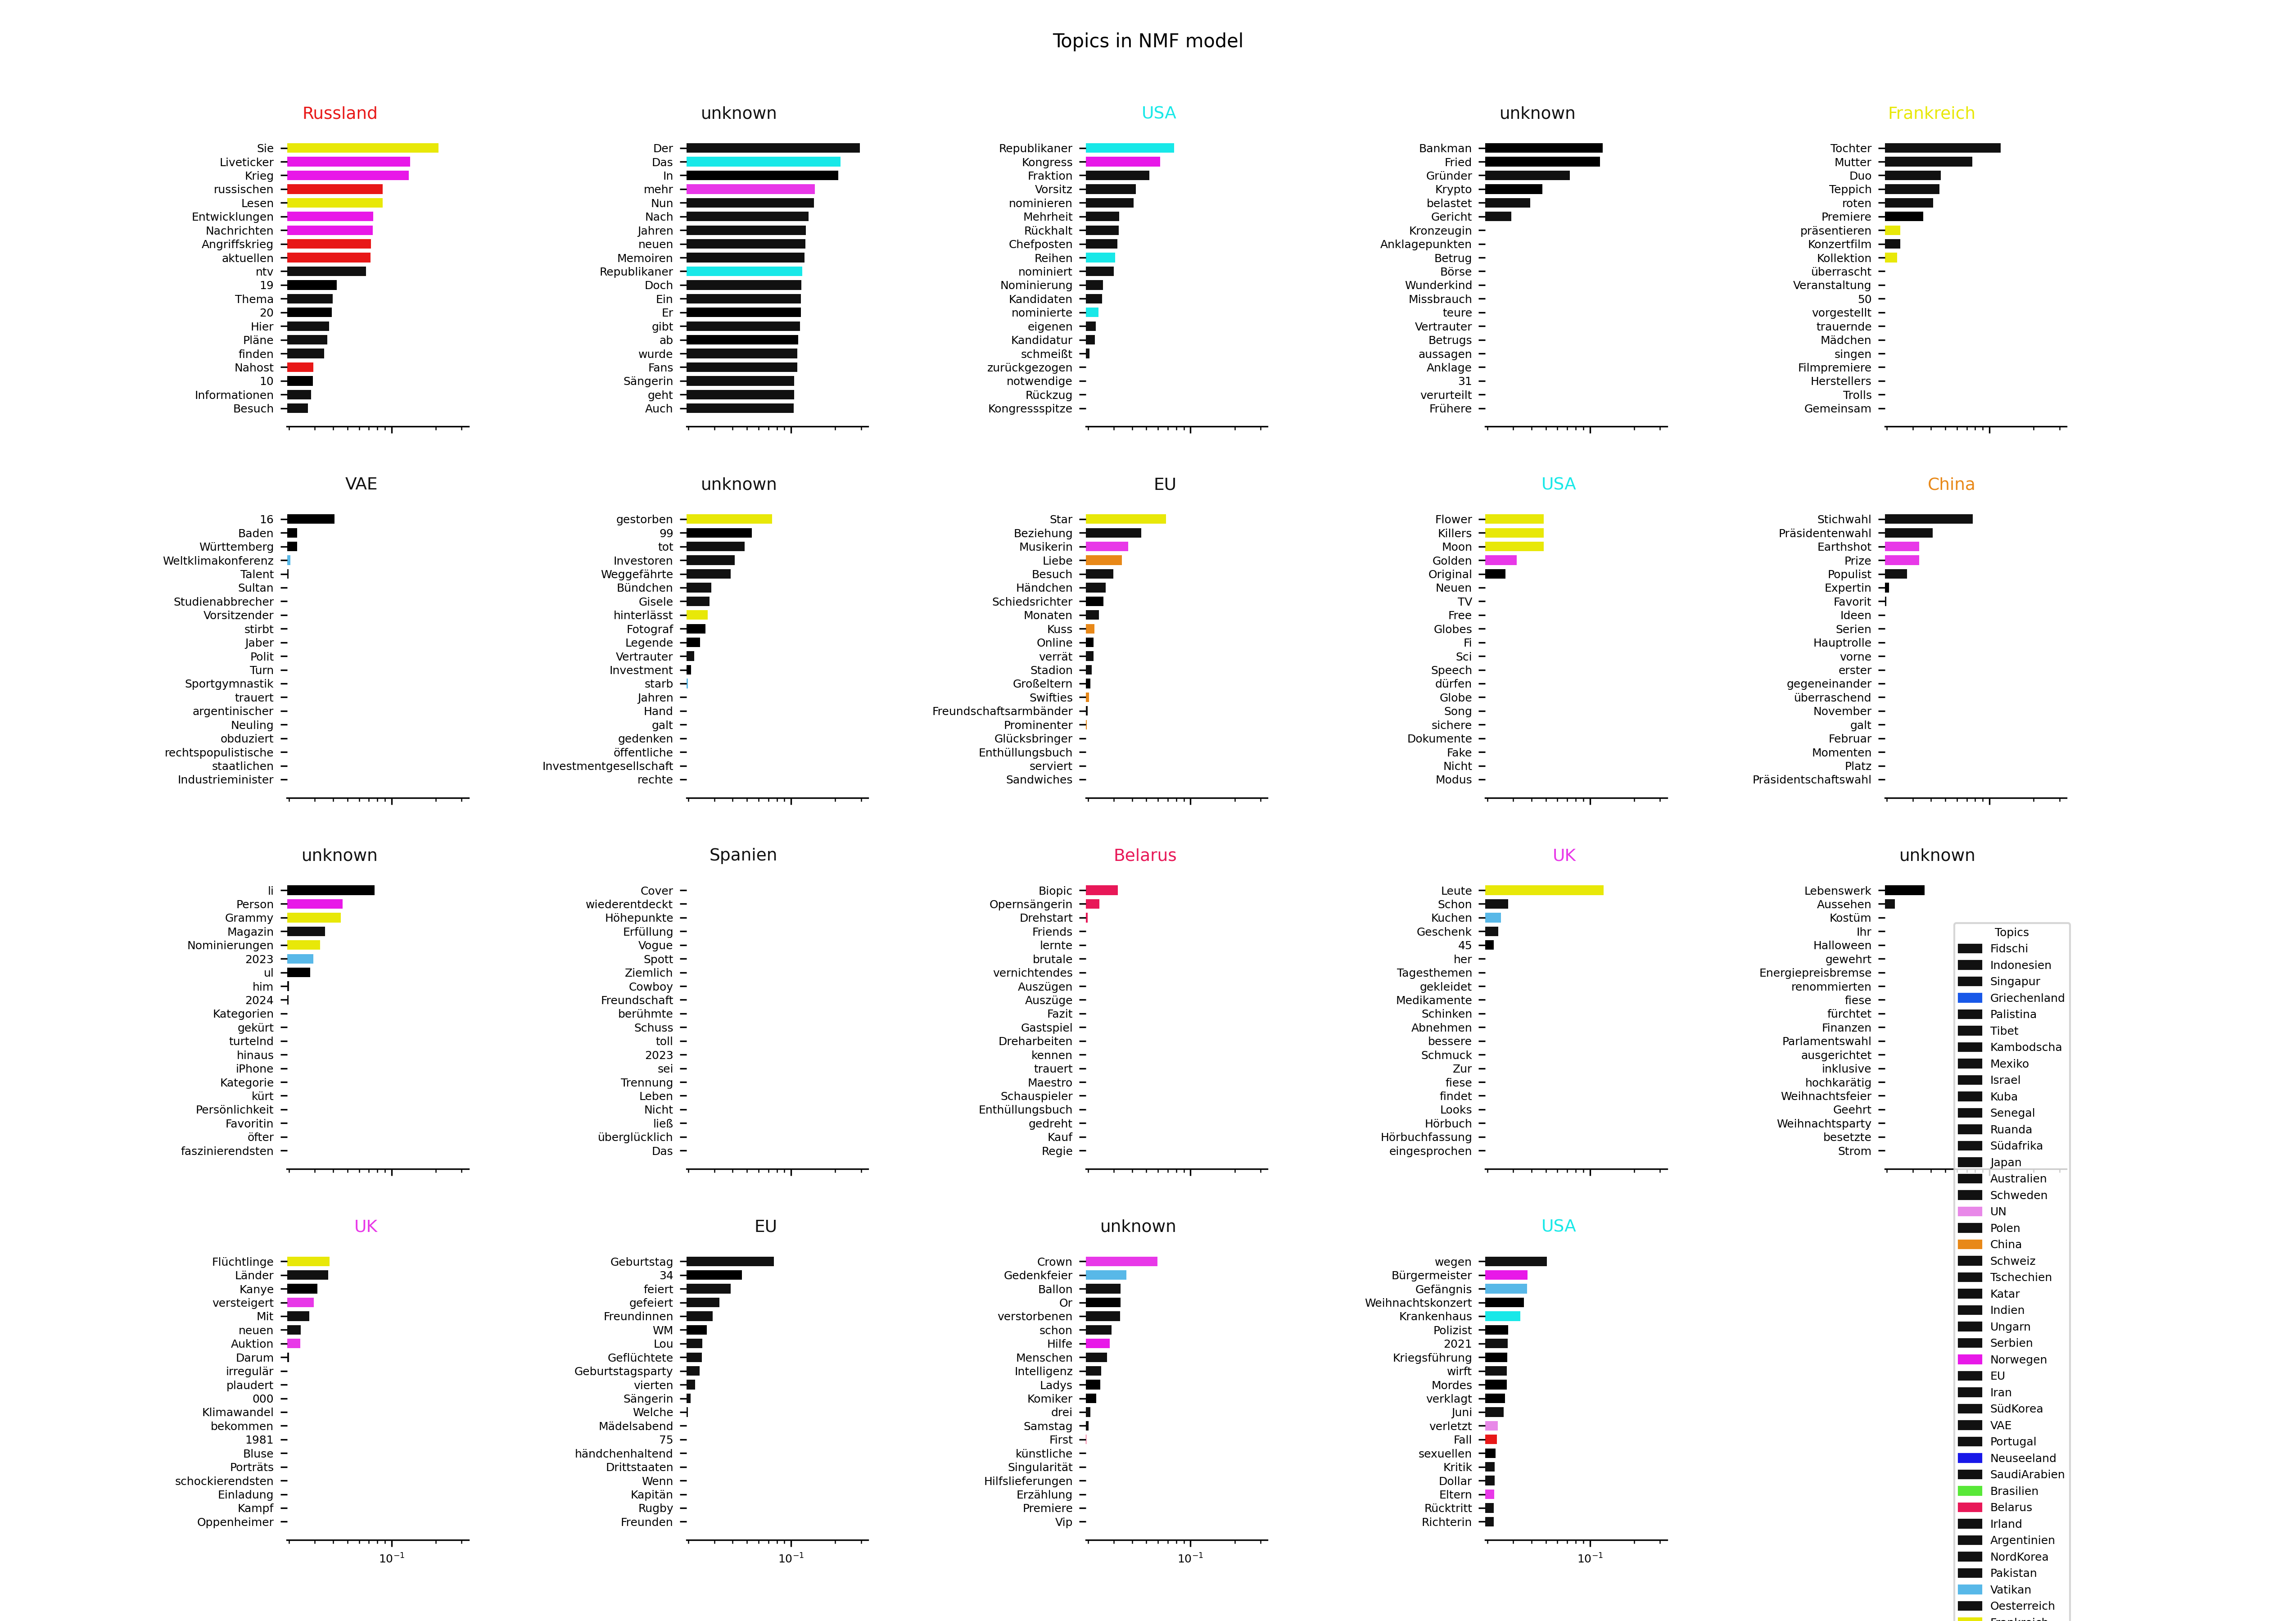 Topics in NMF model
Russland
Sie
Liveticker
Krieg
russischen
Lesen
Entwicklungen
Nachrichten
Angriffskrieg
aktuellen
ntv
19
Thema
20
Hier
Pläne
finden
Nahost
10
Informationen
Besuch
unknown
Der
Das
In
mehr
Nun
Nach
Jahren
neuen
Memoiren
Republikaner
Doch
Ein
Er
gibt
ab
wurde
Fans
Sängerin
geht
Auch
USA
Republikaner
Kongress
Fraktion
Vorsitz
nominieren
Mehrheit
Rückhalt
Chefposten
Reihen
nominiert
Nominierung
Kandidaten
nominierte
eigenen
Kandidatur
schmeißt
zurückgezogen
notwendige
Rückzug
Kongressspitze
unknown
Bankman
Fried
Gründer
Krypto
belastet
Gericht
Kronzeugin
Anklagepunkten
Betrug
Börse
Wunderkind
Missbrauch
teure
Vertrauter
Betrugs
aussagen
Anklage
31
verurteilt
Frühere
Frankreich
Tochter
Mutter
Duo
Teppich
roten
Premiere
präsentieren
Konzertfilm
Kollektion
überrascht
Veranstaltung
50
vorgestellt
trauernde
Mädchen
singen
Filmpremiere
Herstellers
Trolls
Gemeinsam
VAE
16
Baden
Württemberg
Weltklimakonferenz
Talent
Sultan
Studienabbrecher
Vorsitzender
stirbt
Jaber
Polit
Turn
Sportgymnastik
trauert
argentinischer
Neuling
obduziert
rechtspopulistische
staatlichen
Industrieminister
unknown
gestorben
99
tot
Investoren
Weggefährte
Bündchen
Gisele
hinterlässt
Fotograf
Legende
Vertrauter
Investment
starb
Jahren
Hand
galt
gedenken
öffentliche
Investmentgesellschaft
rechte
EU
Star
Beziehung
Musikerin
Liebe
Besuch
Händchen
Schiedsrichter
Monaten
Kuss
Online
verrät
Stadion
Großeltern
Swifties
Freundschaftsarmbänder
Prominenter
Glücksbringer
Enthüllungsbuch
serviert
Sandwiches
USA
Flower
Killers
Moon
Golden
Original
Neuen
TV
Free
Globes
Fi
Sci
Speech
dürfen
Globe
Song
sichere
Dokumente
Fake
Nicht
Modus
China
Stichwahl
Präsidentenwahl
Earthshot
Prize
Populist
Expertin
Favorit
Ideen
Serien
Hauptrolle
vorne
erster
gegeneinander
überraschend
November
galt
Februar
Momenten
Platz
Präsidentschaftswahl
unknown
li
Person
Grammy
Magazin
Nominierungen
2023
ul
him
2024
Kategorien
gekürt
turtelnd
hinaus
iPhone
Kategorie
kürt
Persönlichkeit
Favoritin
öfter
faszinierendsten
Spanien
Cover
wiederentdeckt
Höhepunkte
Erfüllung
Vogue
Spott
Ziemlich
Cowboy
Freundschaft
berühmte
Schuss
toll
2023
sei
Trennung
Leben
Nicht
ließ
überglücklich
Das
Belarus
Biopic
Opernsängerin
Drehstart
Friends
lernte
brutale
vernichtendes
Auszügen
Auszüge
Fazit
Gastspiel
Dreharbeiten
kennen
trauert
Maestro
Schauspieler
Enthüllungsbuch
gedreht
Kauf
Regie
UK
Leute
Schon
Kuchen
Geschenk
45
her
Tagesthemen
gekleidet
Medikamente
Schinken
Abnehmen
bessere
Schmuck
Zur
fiese
findet
Looks
Hörbuch
Hörbuchfassung
eingesprochen
unknown
Lebenswerk
Aussehen
Kostüm
Ihr
Halloween
gewehrt
Energiepreisbremse
renommierten
fiese
fürchtet
Finanzen
Parlamentswahl
ausgerichtet
inklusive
hochkarätig
Weihnachtsfeier
Geehrt
Weihnachtsparty
besetzte
Strom
UK
Flüchtlinge
Länder
Kanye
versteigert
Mit
neuen
Auktion
Darum
irregulär
plaudert
000
Klimawandel
bekommen
1981
Bluse
Porträts
schockierendsten
Einladung
Kampf
Oppenheimer
10⁻¹
EU
Geburtstag
34
feiert
gefeiert
Freundinnen
WM
Lou
Geflüchtete
Geburtstagsparty
vierten
Sängerin
Welche
Mädelsabend
75
händchenhaltend
Drittstaaten
Wenn
Kapitän
Rugby
Freunden
10⁻¹
unknown
Crown
Gedenkfeier
Ballon
Or
verstorbenen
schon
Hilfe
Menschen
Intelligenz
Ladys
Komiker
drei
Samstag
First
künstliche
Singularität
Hilfslieferungen
Erzählung
Premiere
Vip
10⁻¹
USA
wegen
Bürgermeister
Gefängnis
Weihnachtskonzert
Krankenhaus
Polizist
2021
Kriegsführung
wirft
Mordes
verklagt
Juni
verletzt
Fall
sexuellen
Kritik
Dollar
Eltern
Rücktritt
Richterin
10⁻¹
Topics
Fidschi
Indonesien
Singapur
Griechenland
Palistina
Tibet
Kambodscha
Mexiko
Israel
Kuba
Senegal
Ruanda
Südafrika
Japan
Australien
Schweden
UN
Polen
China
Schweiz
Tschechien
Katar
Indien
Ungarn
Serbien
Norwegen
EU
Iran
SüdKorea
VAE
Portugal
Neuseeland
SaudiArabien
Brasilien
Belarus
Irland
Argentinien
NordKorea
Pakistan
Vatikan
Oesterreich